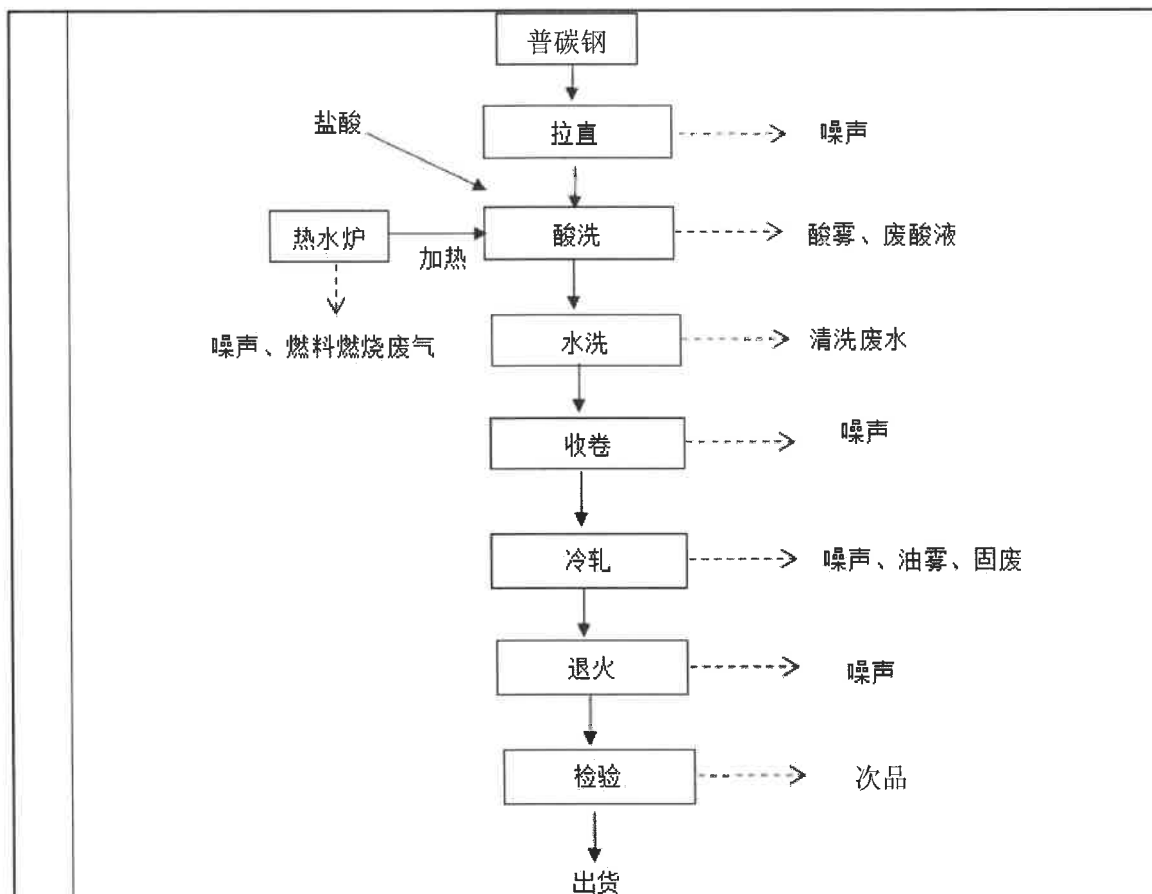 普碳钢
盐酸
拉直
噪声
热水炉
加热
酸洗
酸雾、废酸液
噪声、燃料燃烧废气
水洗
清洗废水
收卷
噪声
冷轧
噪声、油雾、固废
退火
噪声
检验
次品
出货